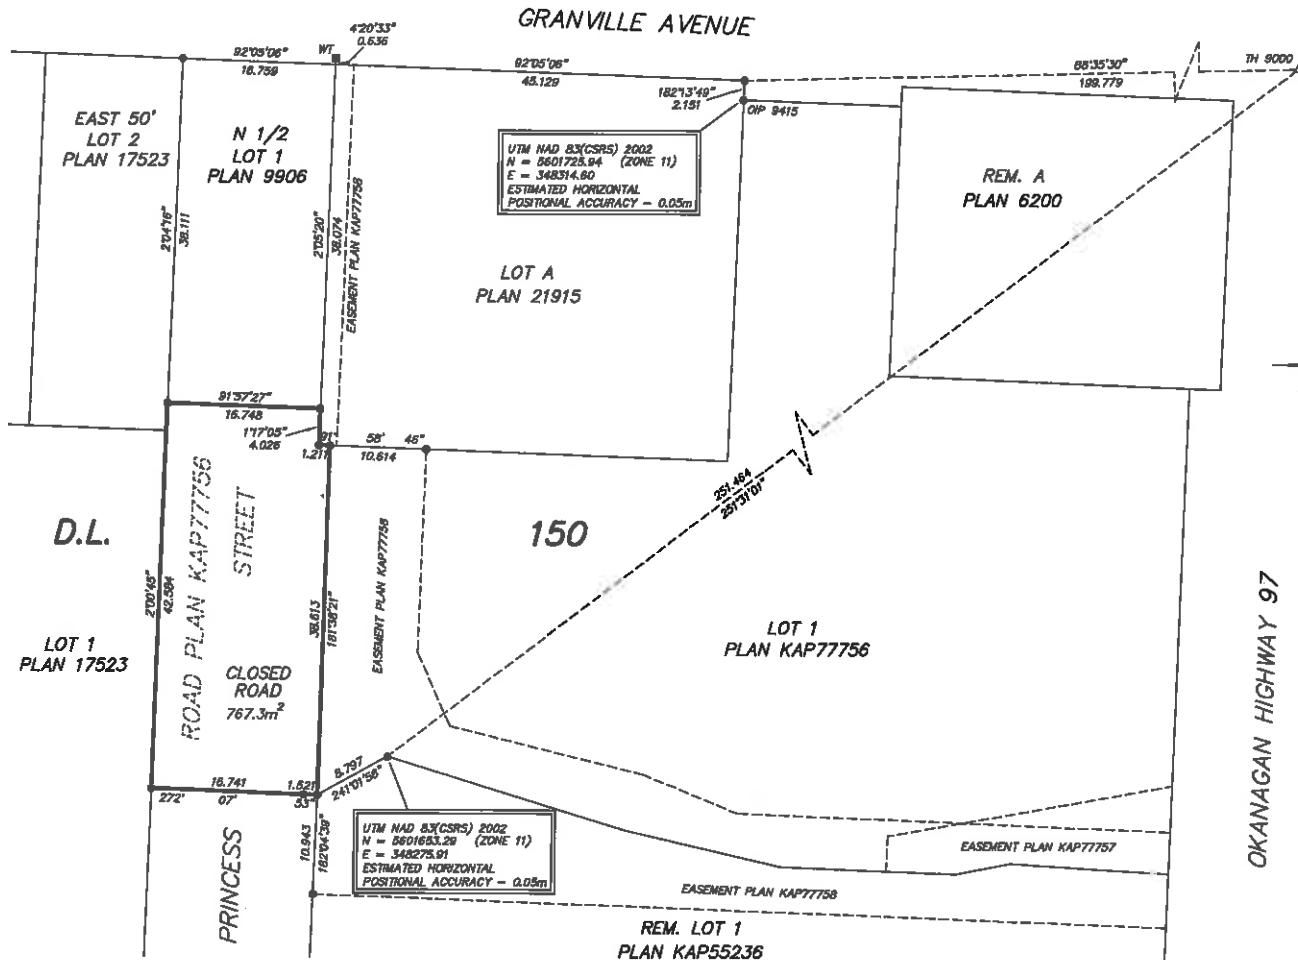 GRANVILLE AVENUE
4°20'33"
0.636
92°05'06"
16.759
WT
92°05'06"
45.129
88°35'30"
199.779
TH 9000
182°13'49"
2.151
OIP 9415
EAST 50'
LOT 2
PLAN 17523
N 1/2
LOT 1
PLAN 9906
UTM NAD 83(CSRS) 2002
N = 5601725.94 (ZONE 11)
E = 348314.60
ESTIMATED HORIZONTAL
POSITIONAL ACCURACY - 0.05m
REM. A
PLAN 6200
2°04'16"
38.111
2°05'20"
38.074
EASEMENT PLAN KAP77758
LOT A
PLAN 21915
91°57'27"
16.748
1°17'05"
4.026
91°
58'
46"
1.211
10.614
251.464
251°31'01"
D.L.
150
ROAD PLAN KAP77756
STREET
EASEMENT PLAN KAP77758
2°00'45"
42.584
38.613
181°38'21"
LOT 1
PLAN 17523
LOT 1
PLAN KAP77756
CLOSED
ROAD
767.3m²
OKANAGAN HIGHWAY 97
8.797
241°01'56"
16.741
1.521
272°
07'
53"
10.943
182°04'39"
PRINCESS
UTM NAD 83(CSRS) 2002
N = 5601653.29 (ZONE 11)
E = 348275.91
ESTIMATED HORIZONTAL
POSITIONAL ACCURACY - 0.05m
EASEMENT PLAN KAP77757
EASEMENT PLAN KAP77758
REM. LOT 1
PLAN KAP55236